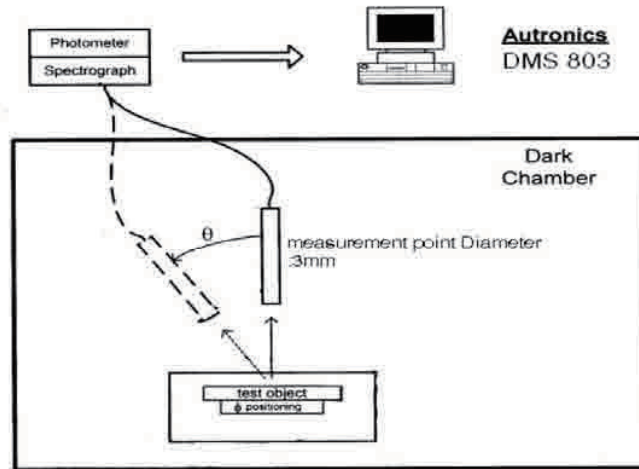 Photometer
Spectrograph
Autronics
DMS 803
Dark
Chamber
θ
measurement point Diameter
:3mm
test object
ϕ positioning